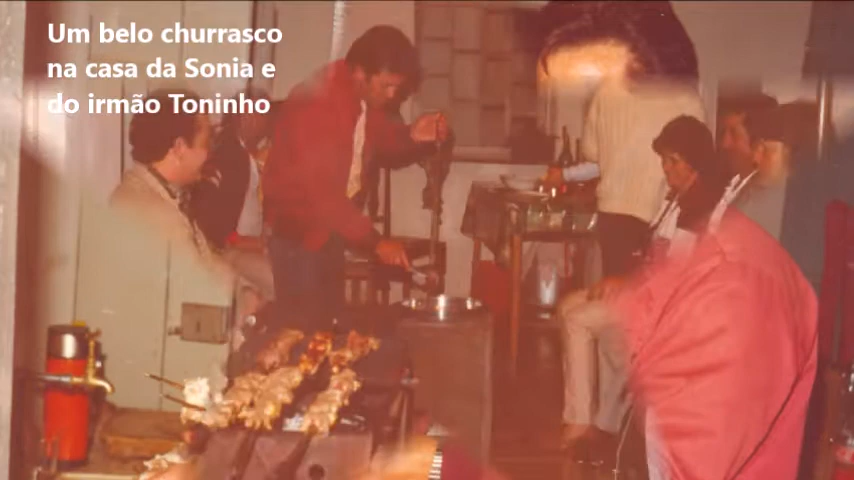 Um belo churrasco
na casa da Sonia e
do irmão Toninho